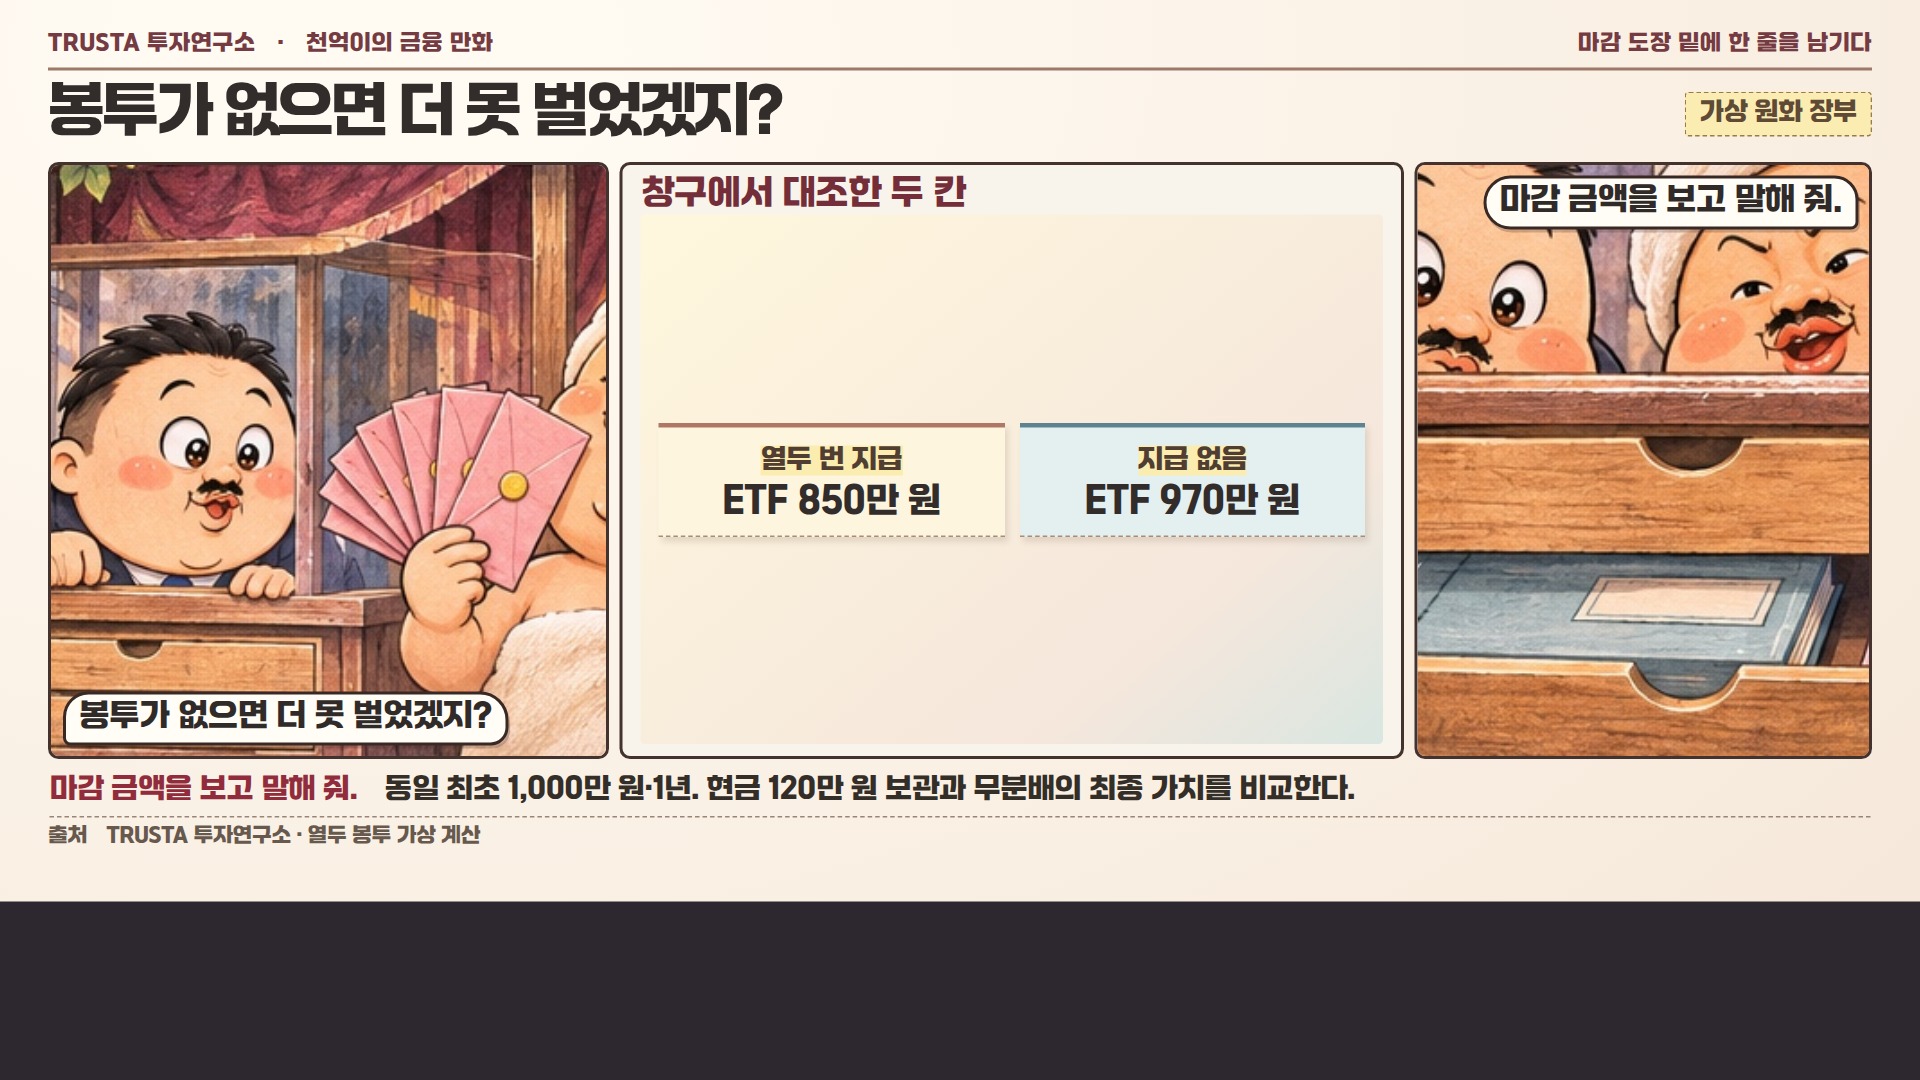 TRUSTA 투자연구소 · 천억이의 금융 만화
마감 도장 밑에 한 줄을 남기다
봉투가 없으면 더 못 벌었겠지?
가상 원화 장부
봉투가 없으면 더 못 벌었겠지?
창구에서 대조한 두 칸
열두 번 지급
ETF 850만 원
지급 없음
ETF 970만 원
마감 금액을 보고 말해 줘.
마감 금액을 보고 말해 줘. 동일 최초 1,000만 원·1년. 현금 120만 원 보관과 무분배의 최종 가치를 비교한다.
출처 TRUSTA 투자연구소 · 열두 봉투 가상 계산